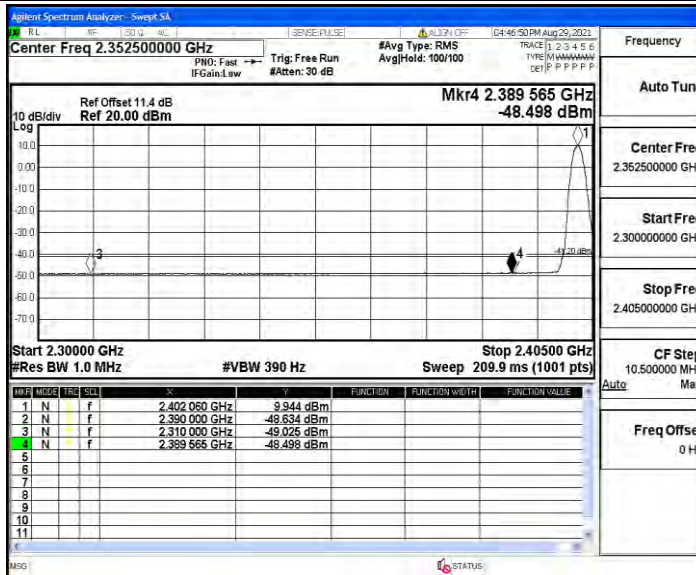 Agilent Spectrum Analyzer - Swept SA
RL RF 50 Ω AC SENSE:PULSE ALIGN OFF 04:46:50 PM Aug 29, 2021
Center Freq 2.352500000 GHz
#Avg Type: RMS
TRACE 1 2 3 4 5 6
PNO: Fast Trig: Free Run Avg|Hold: 100/100
TYPE M
IFGain:Low #Atten: 30 dB
DET P P P P P P
Ref Offset 11.4 dB
Mkr4 2.389 565 GHz
10 dB/div Ref 20.00 dBm
-48.498 dBm
Log
10.0
0.00
-10.0
-20.0
-30.0
-40.0
-50.0
-60.0
-70.0
1
3
4
-41.20 dBm
Start 2.30000 GHz
Stop 2.40500 GHz
#Res BW 1.0 MHz #VBW 390 Hz Sweep 209.9 ms (1001 pts)
MKR MODE TRC SCL X Y FUNCTION FUNCTION WIDTH FUNCTION VALUE
1 N f 2.402 060 GHz 9.944 dBm
2 N f 2.390 000 GHz -48.634 dBm
3 N f 2.310 000 GHz -49.025 dBm
4 N f 2.389 565 GHz -48.498 dBm
5
6
7
8
9
10
11
MSG STATUS
Frequency
Auto Tun
Center Fre
2.352500000 GH
Start Fre
2.300000000 GH
Stop Fre
2.405000000 GH
CF Ste
10.500000 MH
Auto Ma
Freq Offse
0 H